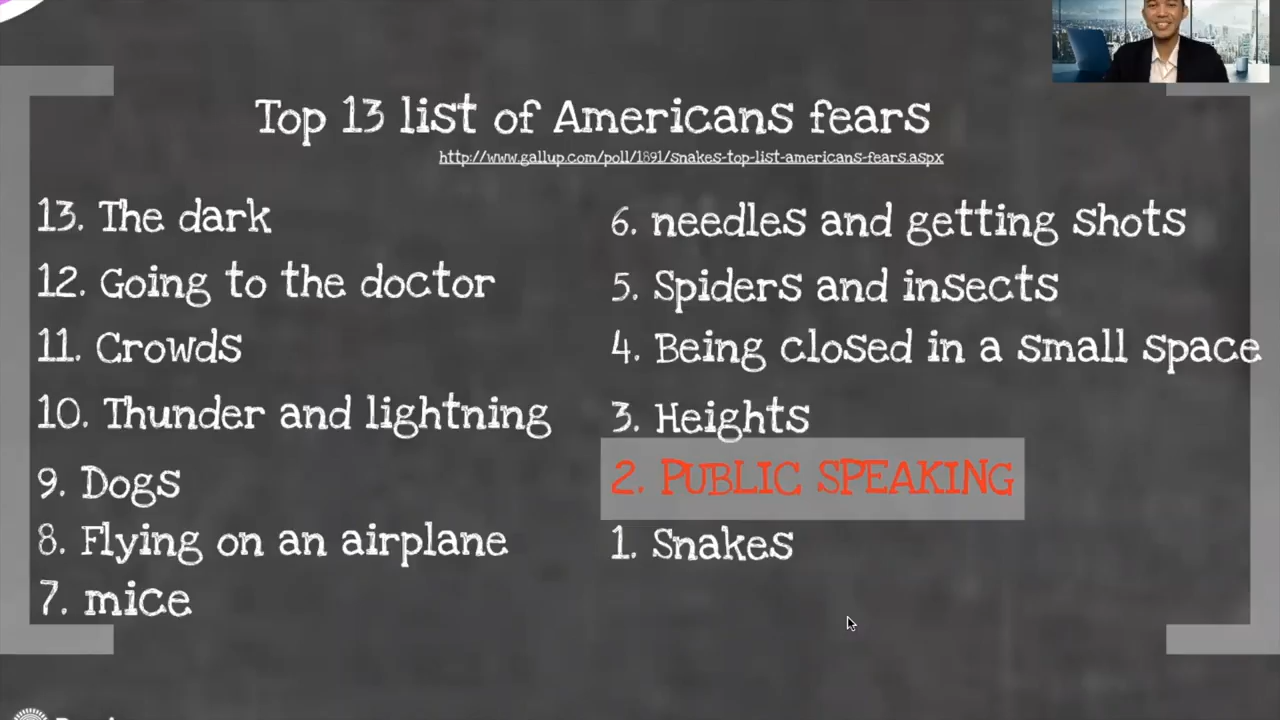 Top 13 list of Americans fears
http://www.gallup.com/poll/1891/snakes-top-list-americans-fears.aspx
13. The dark
12. Going to the doctor
11. Crowds
10. Thunder and lightning
9. Dogs
8. Flying on an airplane
7. mice
6. needles and getting shots
5. Spiders and insects
4. Being closed in a small space
3. Heights
2. PUBLIC SPEAKING
1. Snakes